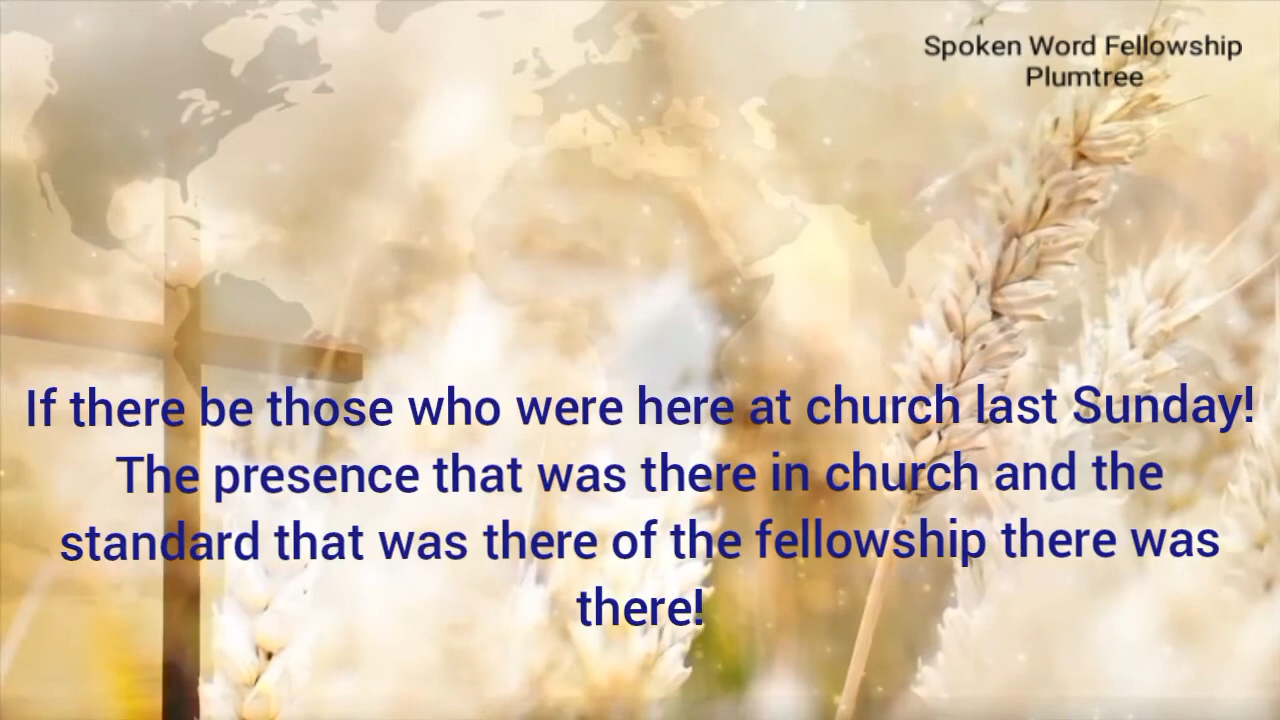 Spoken Word Fellowship
Plumtree
If there be those who were here at church last Sunday!
The presence that was there in church and the
standard that was there of the fellowship there was
there!